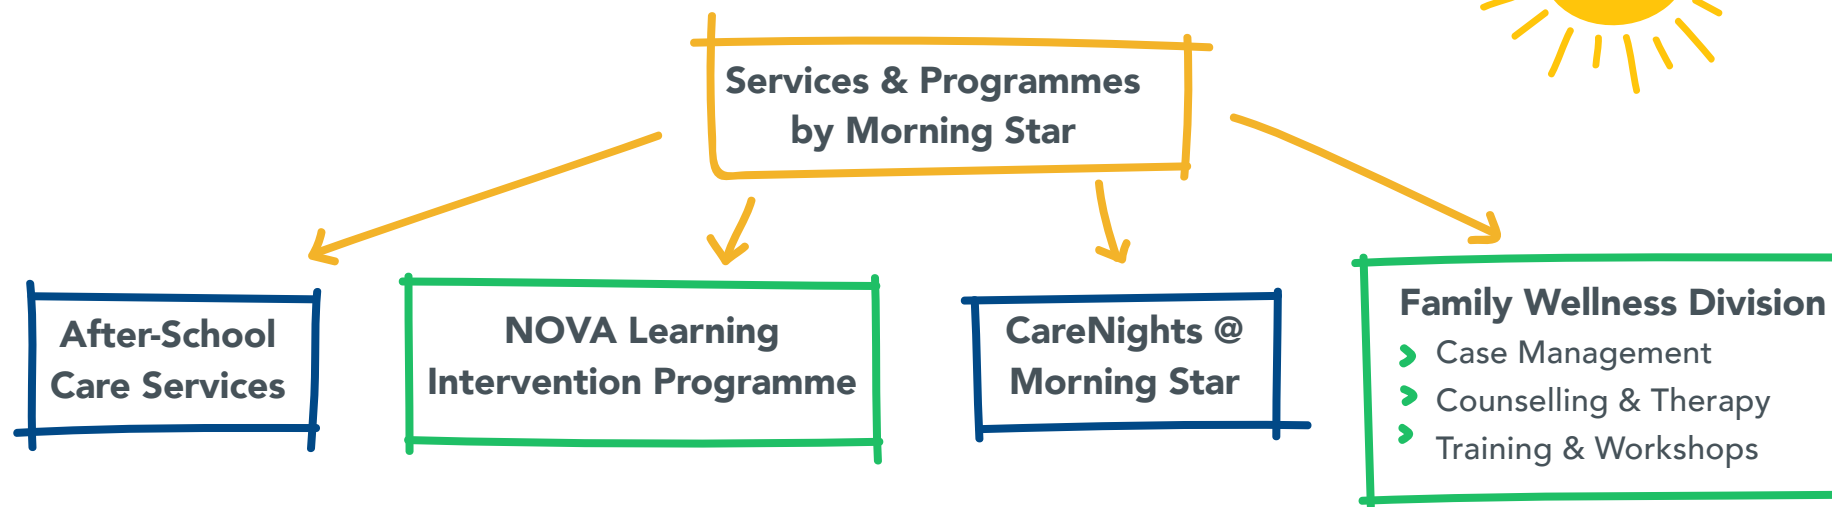 Services & Programmes
by Morning Star
After-School
Care Services
NOVA Learning
Intervention Programme
CareNights @
Morning Star
Family Wellness Division
Case Management
Counselling & Therapy
Training & Workshops